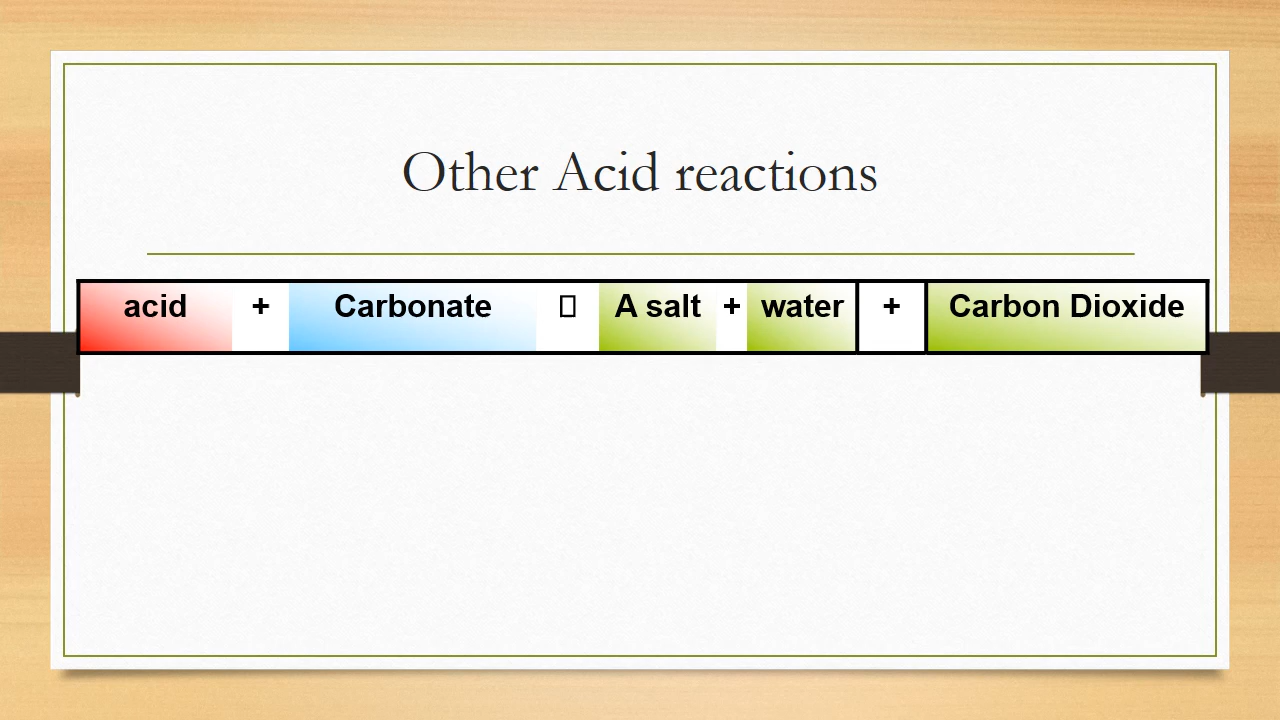 Other Acid reactions
acid + Carbonate  A salt + water + Carbon Dioxide